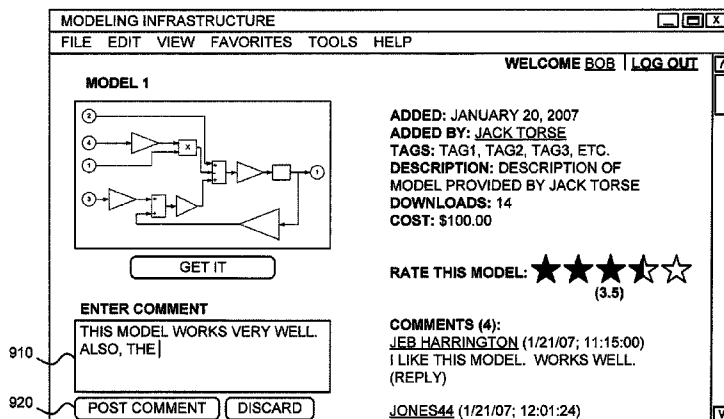 MODELING INFRASTRUCTURE
X
FILE EDIT VIEW FAVORITES TOOLS HELP
WELCOME BOB | LOG OUT
MODEL 1
2
4
1
X
3
1
GET IT
ADDED: JANUARY 20, 2007
ADDED BY: JACK TORSE
TAGS: TAG1, TAG2, TAG3, ETC.
DESCRIPTION: DESCRIPTION OF
MODEL PROVIDED BY JACK TORSE
DOWNLOADS: 14
COST: $100.00
RATE THIS MODEL:
(3.5)
ENTER COMMENT
THIS MODEL WORKS VERY WELL.
ALSO, THE
910
920
POST COMMENT
DISCARD
COMMENTS (4):
JEB HARRINGTON (1/21/07; 11:15:00)
I LIKE THIS MODEL. WORKS WELL.
(REPLY)
JONES44 (1/21/07; 12:01:24)